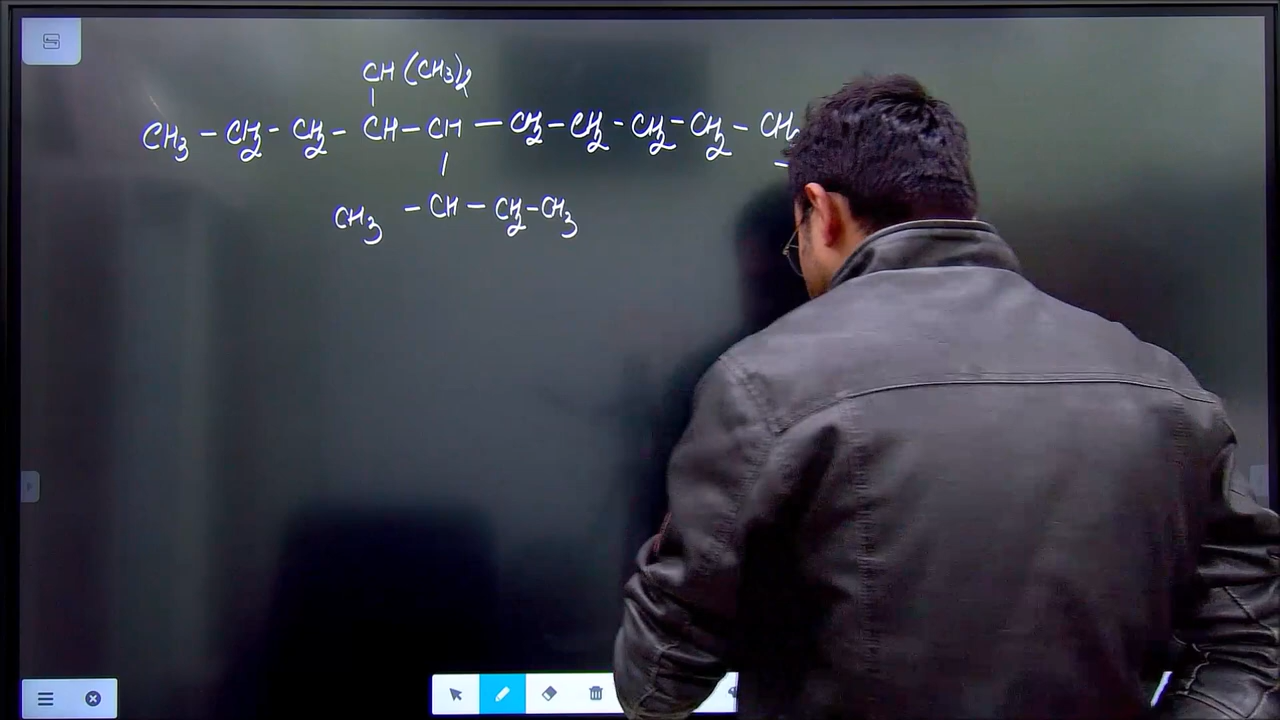 CH(CH3)2
CH3 - CH2 - CH2 - CH - CH - CH2 - CH2 - CH2 - CH2 - CH
CH3 - CH - CH2 - CH3